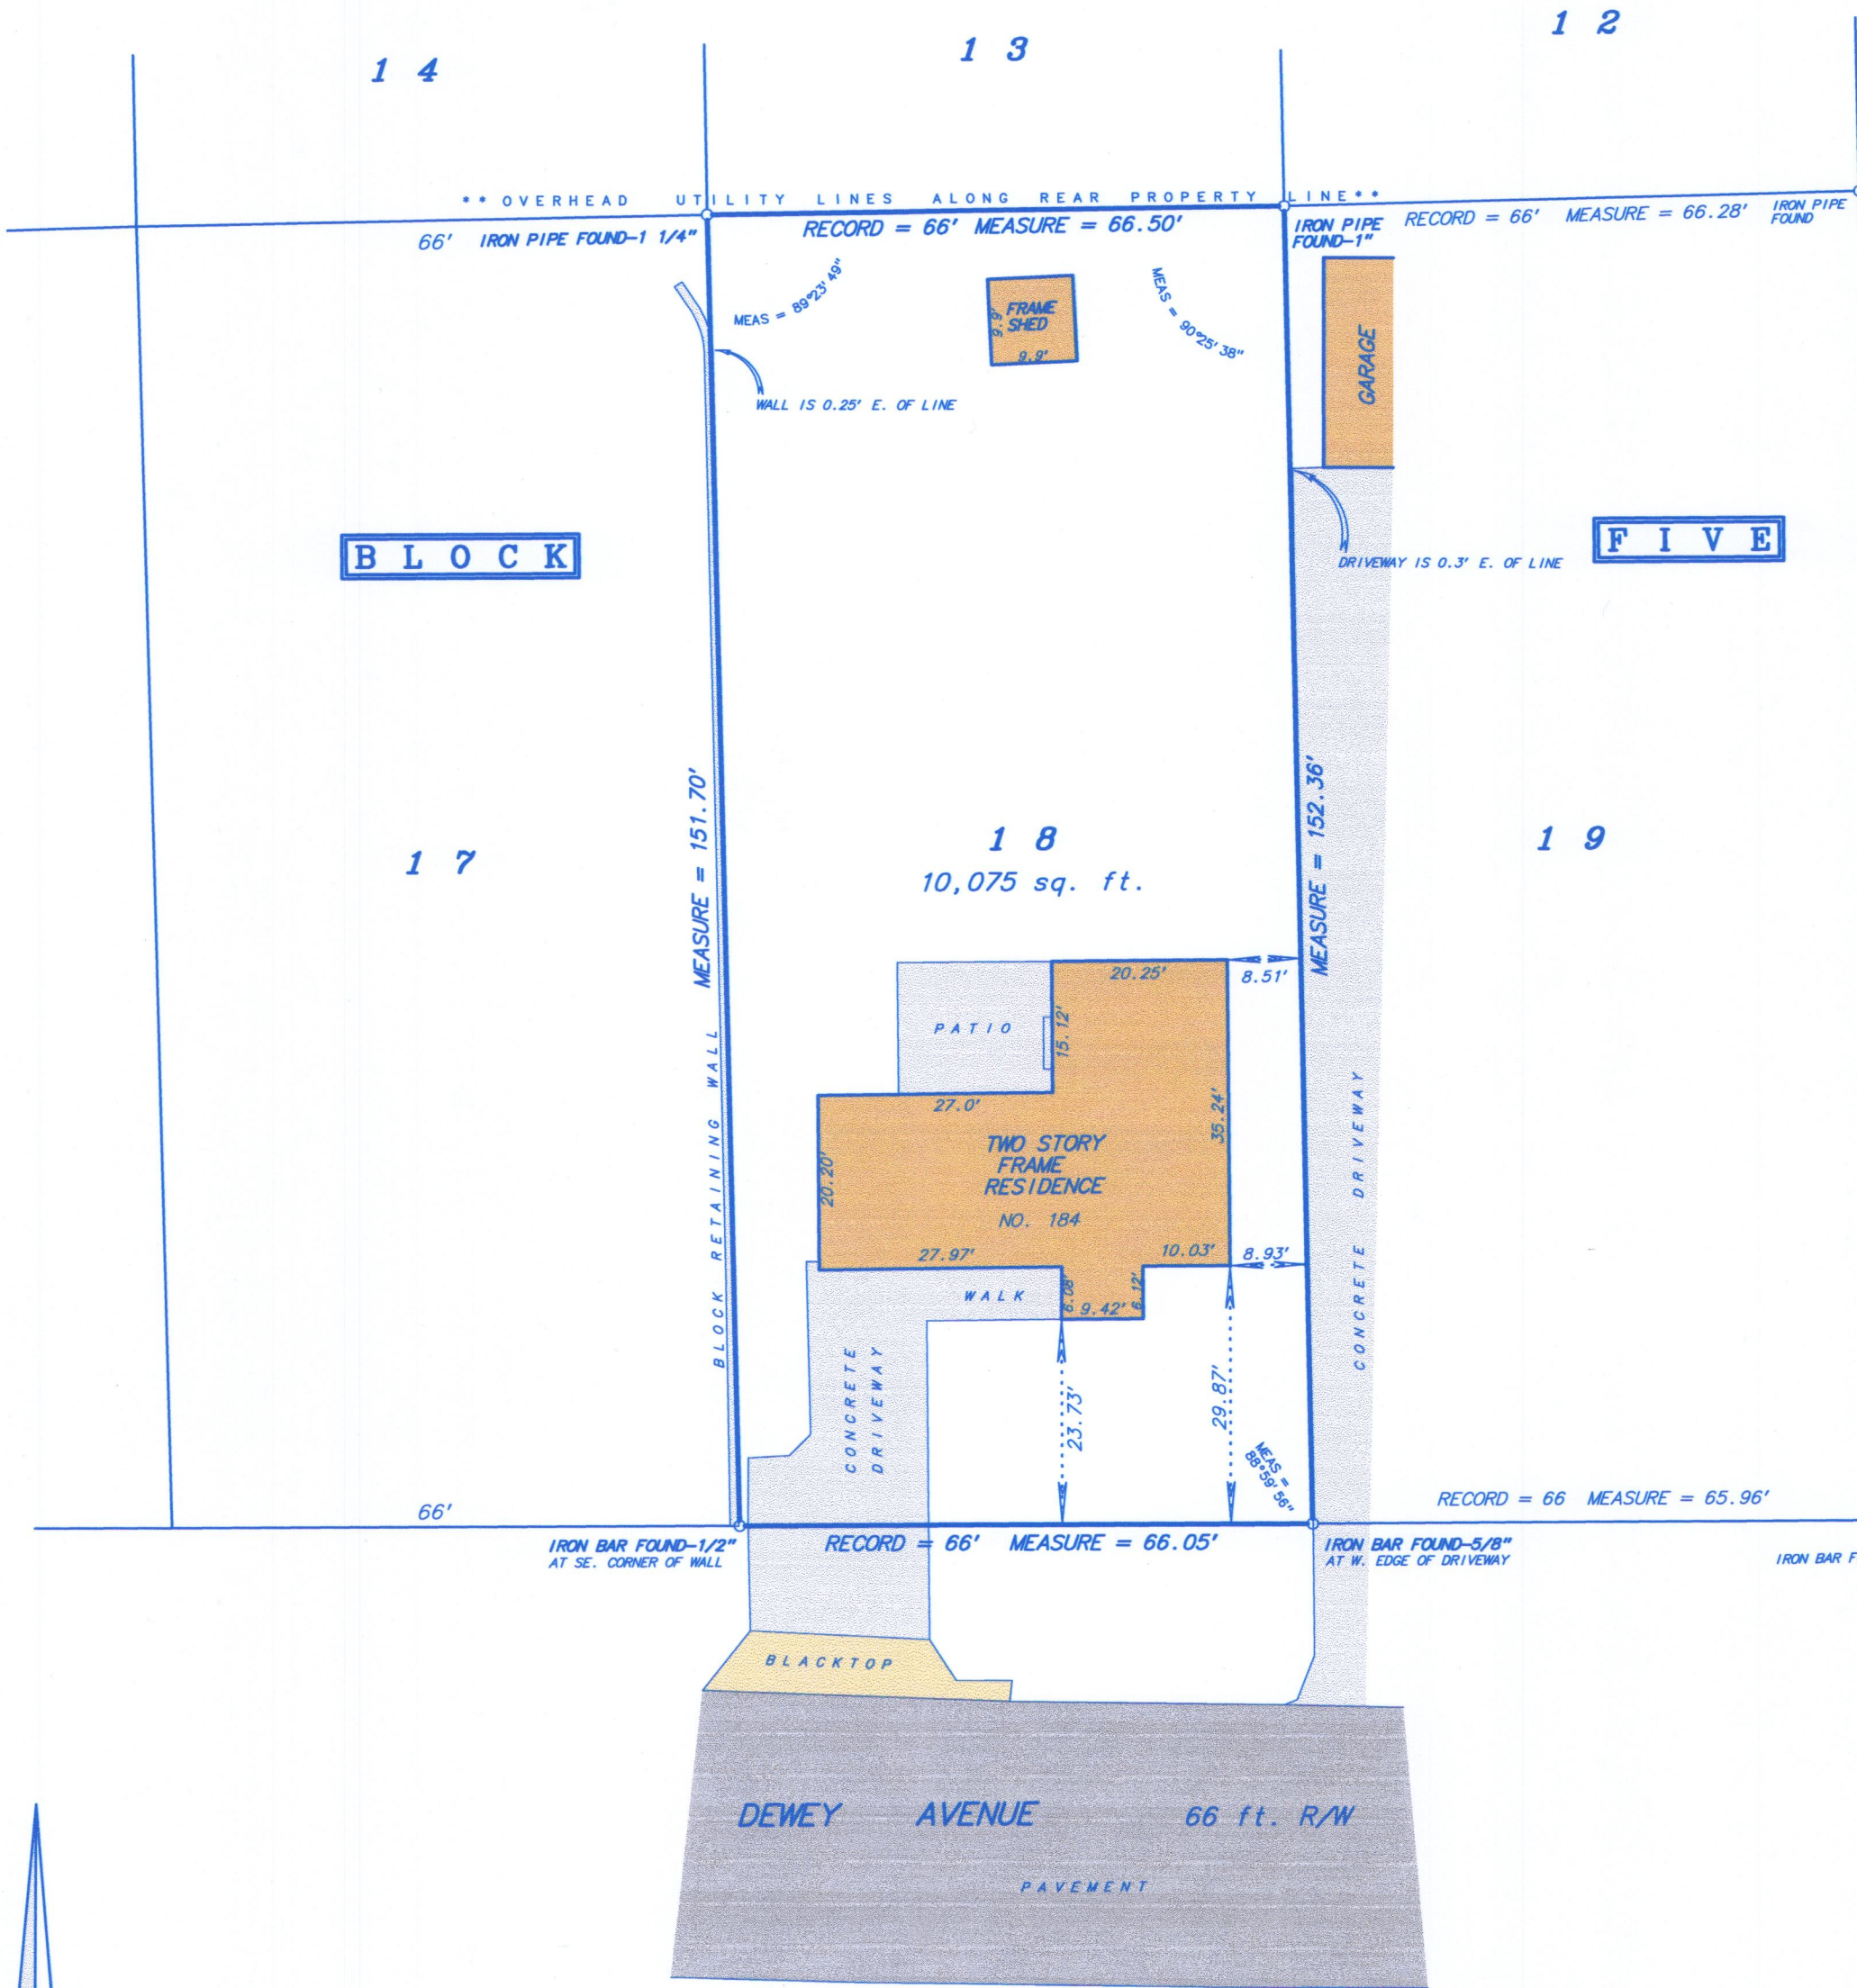 1 4
1 3
1 2
** OVERHEAD UTILITY LINES ALONG REAR PROPERTY LINE**
66' IRON PIPE FOUND-1 1/4"
RECORD = 66' MEASURE = 66.50'
IRON PIPE
FOUND-1"
RECORD = 66' MEASURE = 66.28'
IRON PIPE
FOUND
MEAS = 89°23'49"
FRAME
SHED
9.9'
9.9'
MEAS = 90°25'38"
GARAGE
WALL IS 0.25' E. OF LINE
BLOCK
FIVE
DRIVEWAY IS 0.3' E. OF LINE
MEASURE = 151.70'
MEASURE = 152.36'
1 7
1 8
10,075 sq. ft.
1 9
20.25'
8.51'
PATIO
15.12'
27.0'
35.24'
TWO STORY
FRAME
RESIDENCE
NO. 184
20.20'
27.97'
10.03'
8.93'
BLOCK RETAINING WALL
CONCRETE DRIVEWAY
WALK
6.08'
9.42'
6.12'
CONCRETE
DRIVEWAY
23.73'
29.87'
MEAS =
88°59'56"
66'
RECORD = 66 MEASURE = 65.96'
IRON BAR FOUND-1/2"
AT SE. CORNER OF WALL
RECORD = 66' MEASURE = 66.05'
IRON BAR FOUND-5/8"
AT W. EDGE OF DRIVEWAY
IRON BAR F
BLACKTOP
DEWEY AVENUE 66 ft. R/W
PAVEMENT